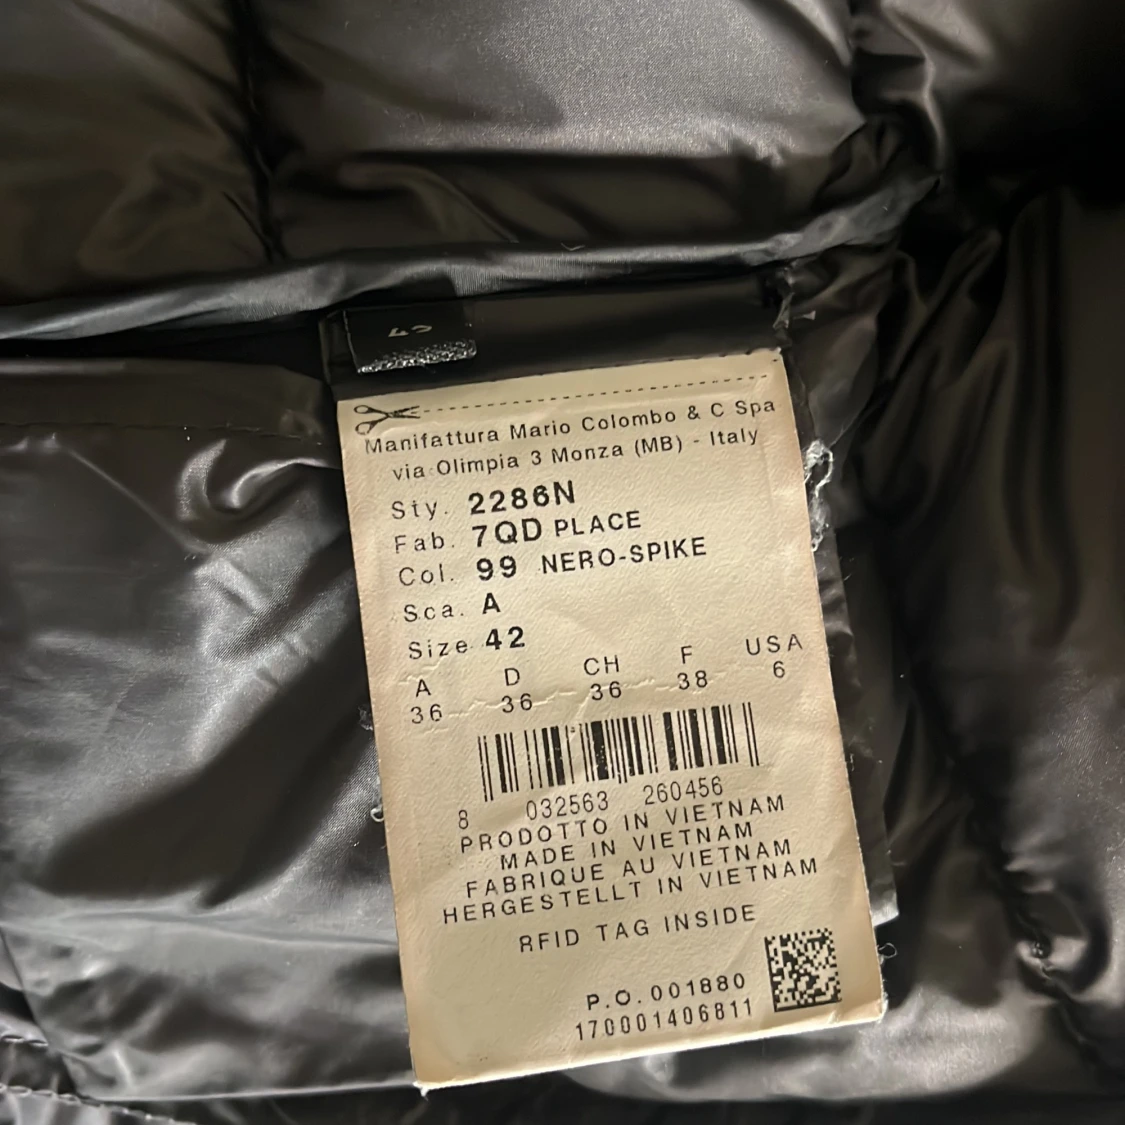 42
Manifattura Mario Colombo & C Spa
via Olimpia 3 Monza (MB) - Italy
Sty. 2286N
Fab. 7QD PLACE
Col. 99 NERO-SPIKE
Sca. A
Size 42
A D CH F USA
36 36 36 38 6
8 032563 260456
PRODOTTO IN VIETNAM
MADE IN VIETNAM
FABRIQUE AU VIETNAM
HERGESTELLT IN VIETNAM
RFID TAG INSIDE
P.O. 001880
170001406811